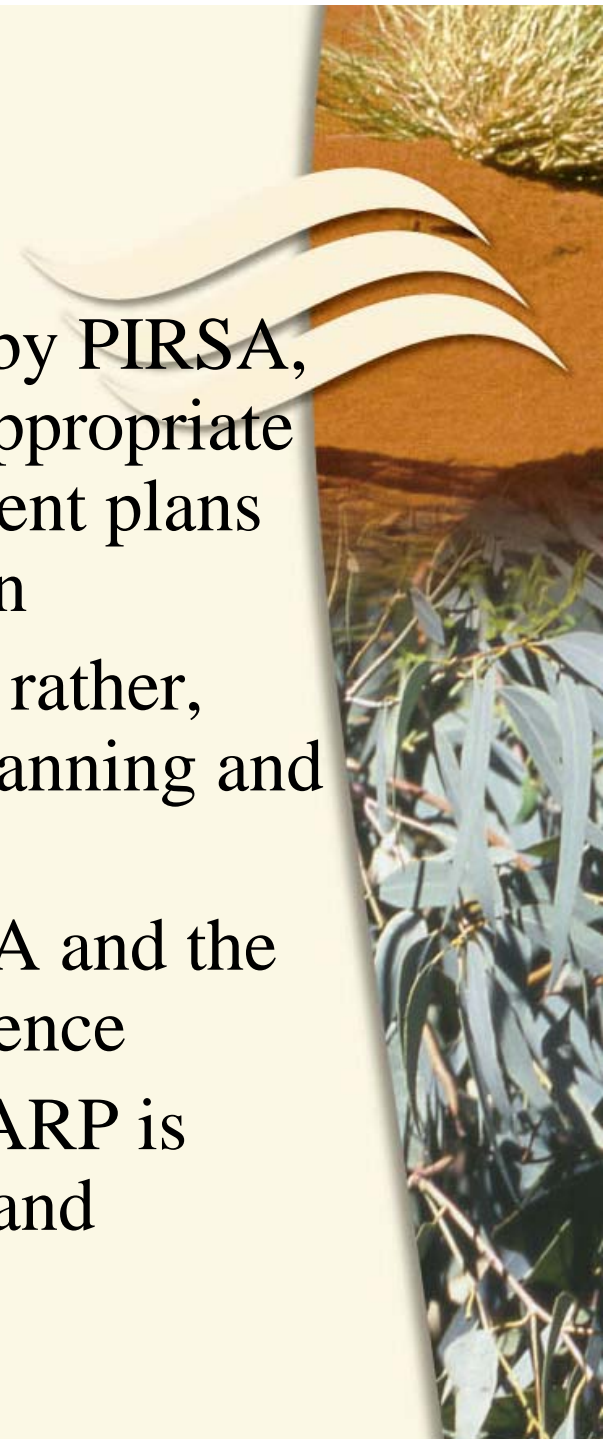 by PIRSA,
ppropriate
ent plans
n
rather,
anning and
A and the
ence
ARP is
and